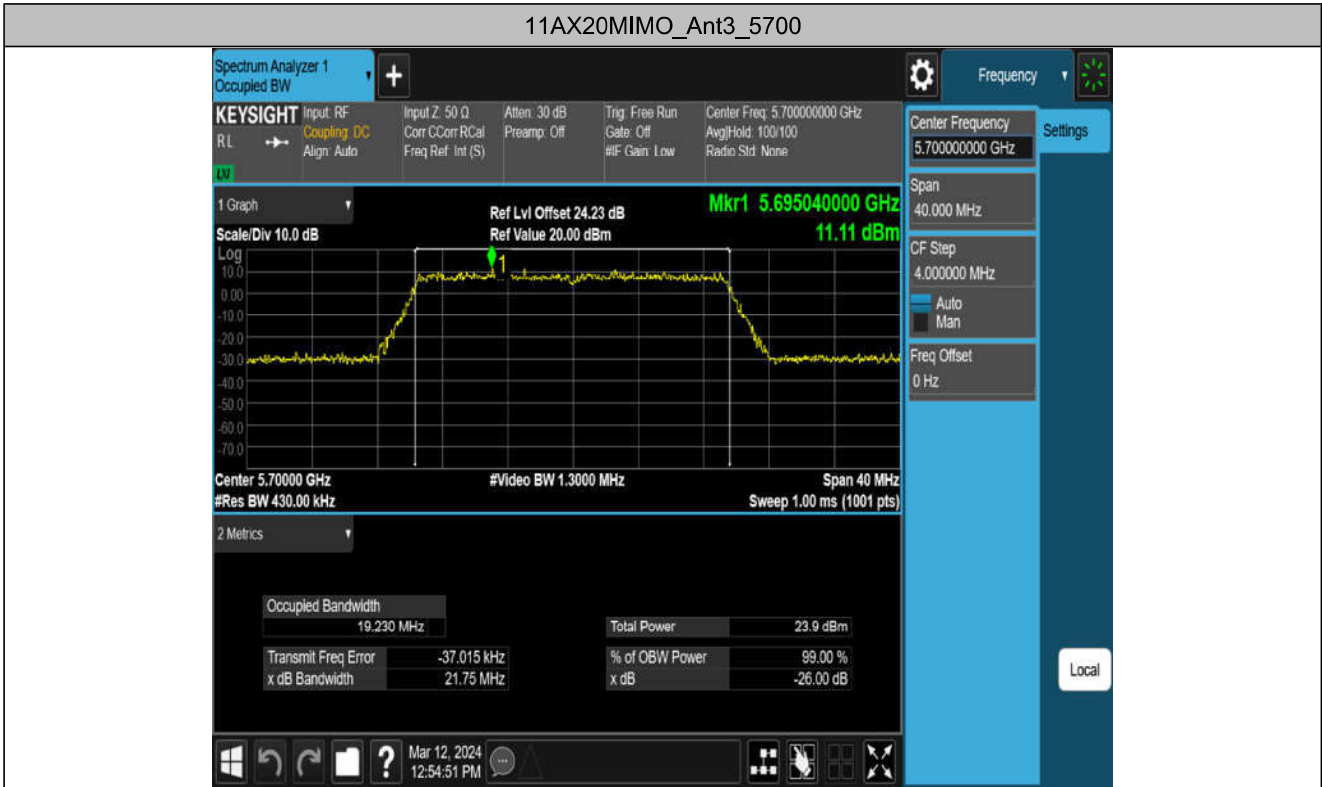 11AX20MIMO_Ant3_5700
Spectrum Analyzer 1
Occupied BW
+
Frequency
KEYSIGHT
RL
LXI
Input: RF
Coupling: DC
Align: Auto
Input Z: 50 Ω
Corr CCorr RCal
Freq Ref: Int (S)
Atten: 30 dB
Preamp: Off
Trig: Free Run
Gate: Off
#IF Gain: Low
Center Freq: 5.700000000 GHz
Avg|Hold: 100/100
Radio Std: None
Center Frequency
5.700000000 GHz
Settings
Span
40.000 MHz
CF Step
4.000000 MHz
Auto
Man
Freq Offset
0 Hz
1 Graph
Scale/Div 10.0 dB
Ref Lvl Offset 24.23 dB
Ref Value 20.00 dBm
Mkr1 5.695040000 GHz
11.11 dBm
Log
1
10.0
0.00
-10.0
-20.0
-30.0
-40.0
-50.0
-60.0
-70.0
Center 5.70000 GHz
#Res BW 430.00 kHz
#Video BW 1.3000 MHz
Span 40 MHz
Sweep 1.00 ms (1001 pts)
2 Metrics
Occupied Bandwidth
19.230 MHz
Total Power 23.9 dBm
Transmit Freq Error -37.015 kHz
% of OBW Power 99.00 %
x dB Bandwidth 21.75 MHz
x dB -26.00 dB
Local
?
Mar 12, 2024
12:54:51 PM